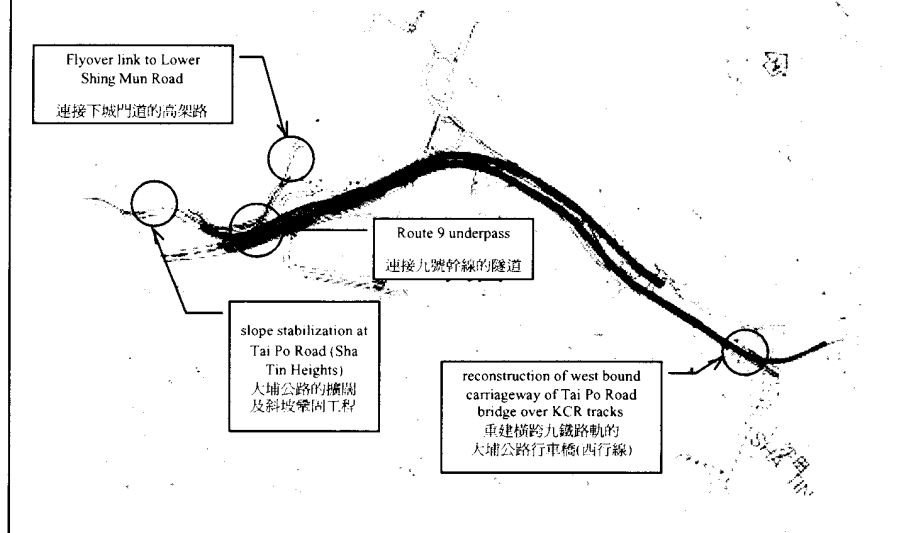 Flyover link to Lower
Shing Mun Road
連接下城門道的高架路
Route 9 underpass
連接九號幹線的隧道
slope stabilization at
Tai Po Road (Sha
Tin Heights)
大埔公路的擴闊
及斜坡鞏固工程
reconstruction of west bound
carriageway of Tai Po Road
bridge over KCR tracks
重建橫跨九鐵路軌的
大埔公路行車橋(西行線)
沙田
SHA TIN